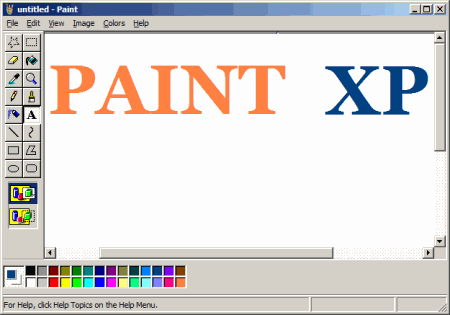 untitled - Paint
File Edit View Image Colors Help
PAINT XP
A
For Help, click Help Topics on the Help Menu.